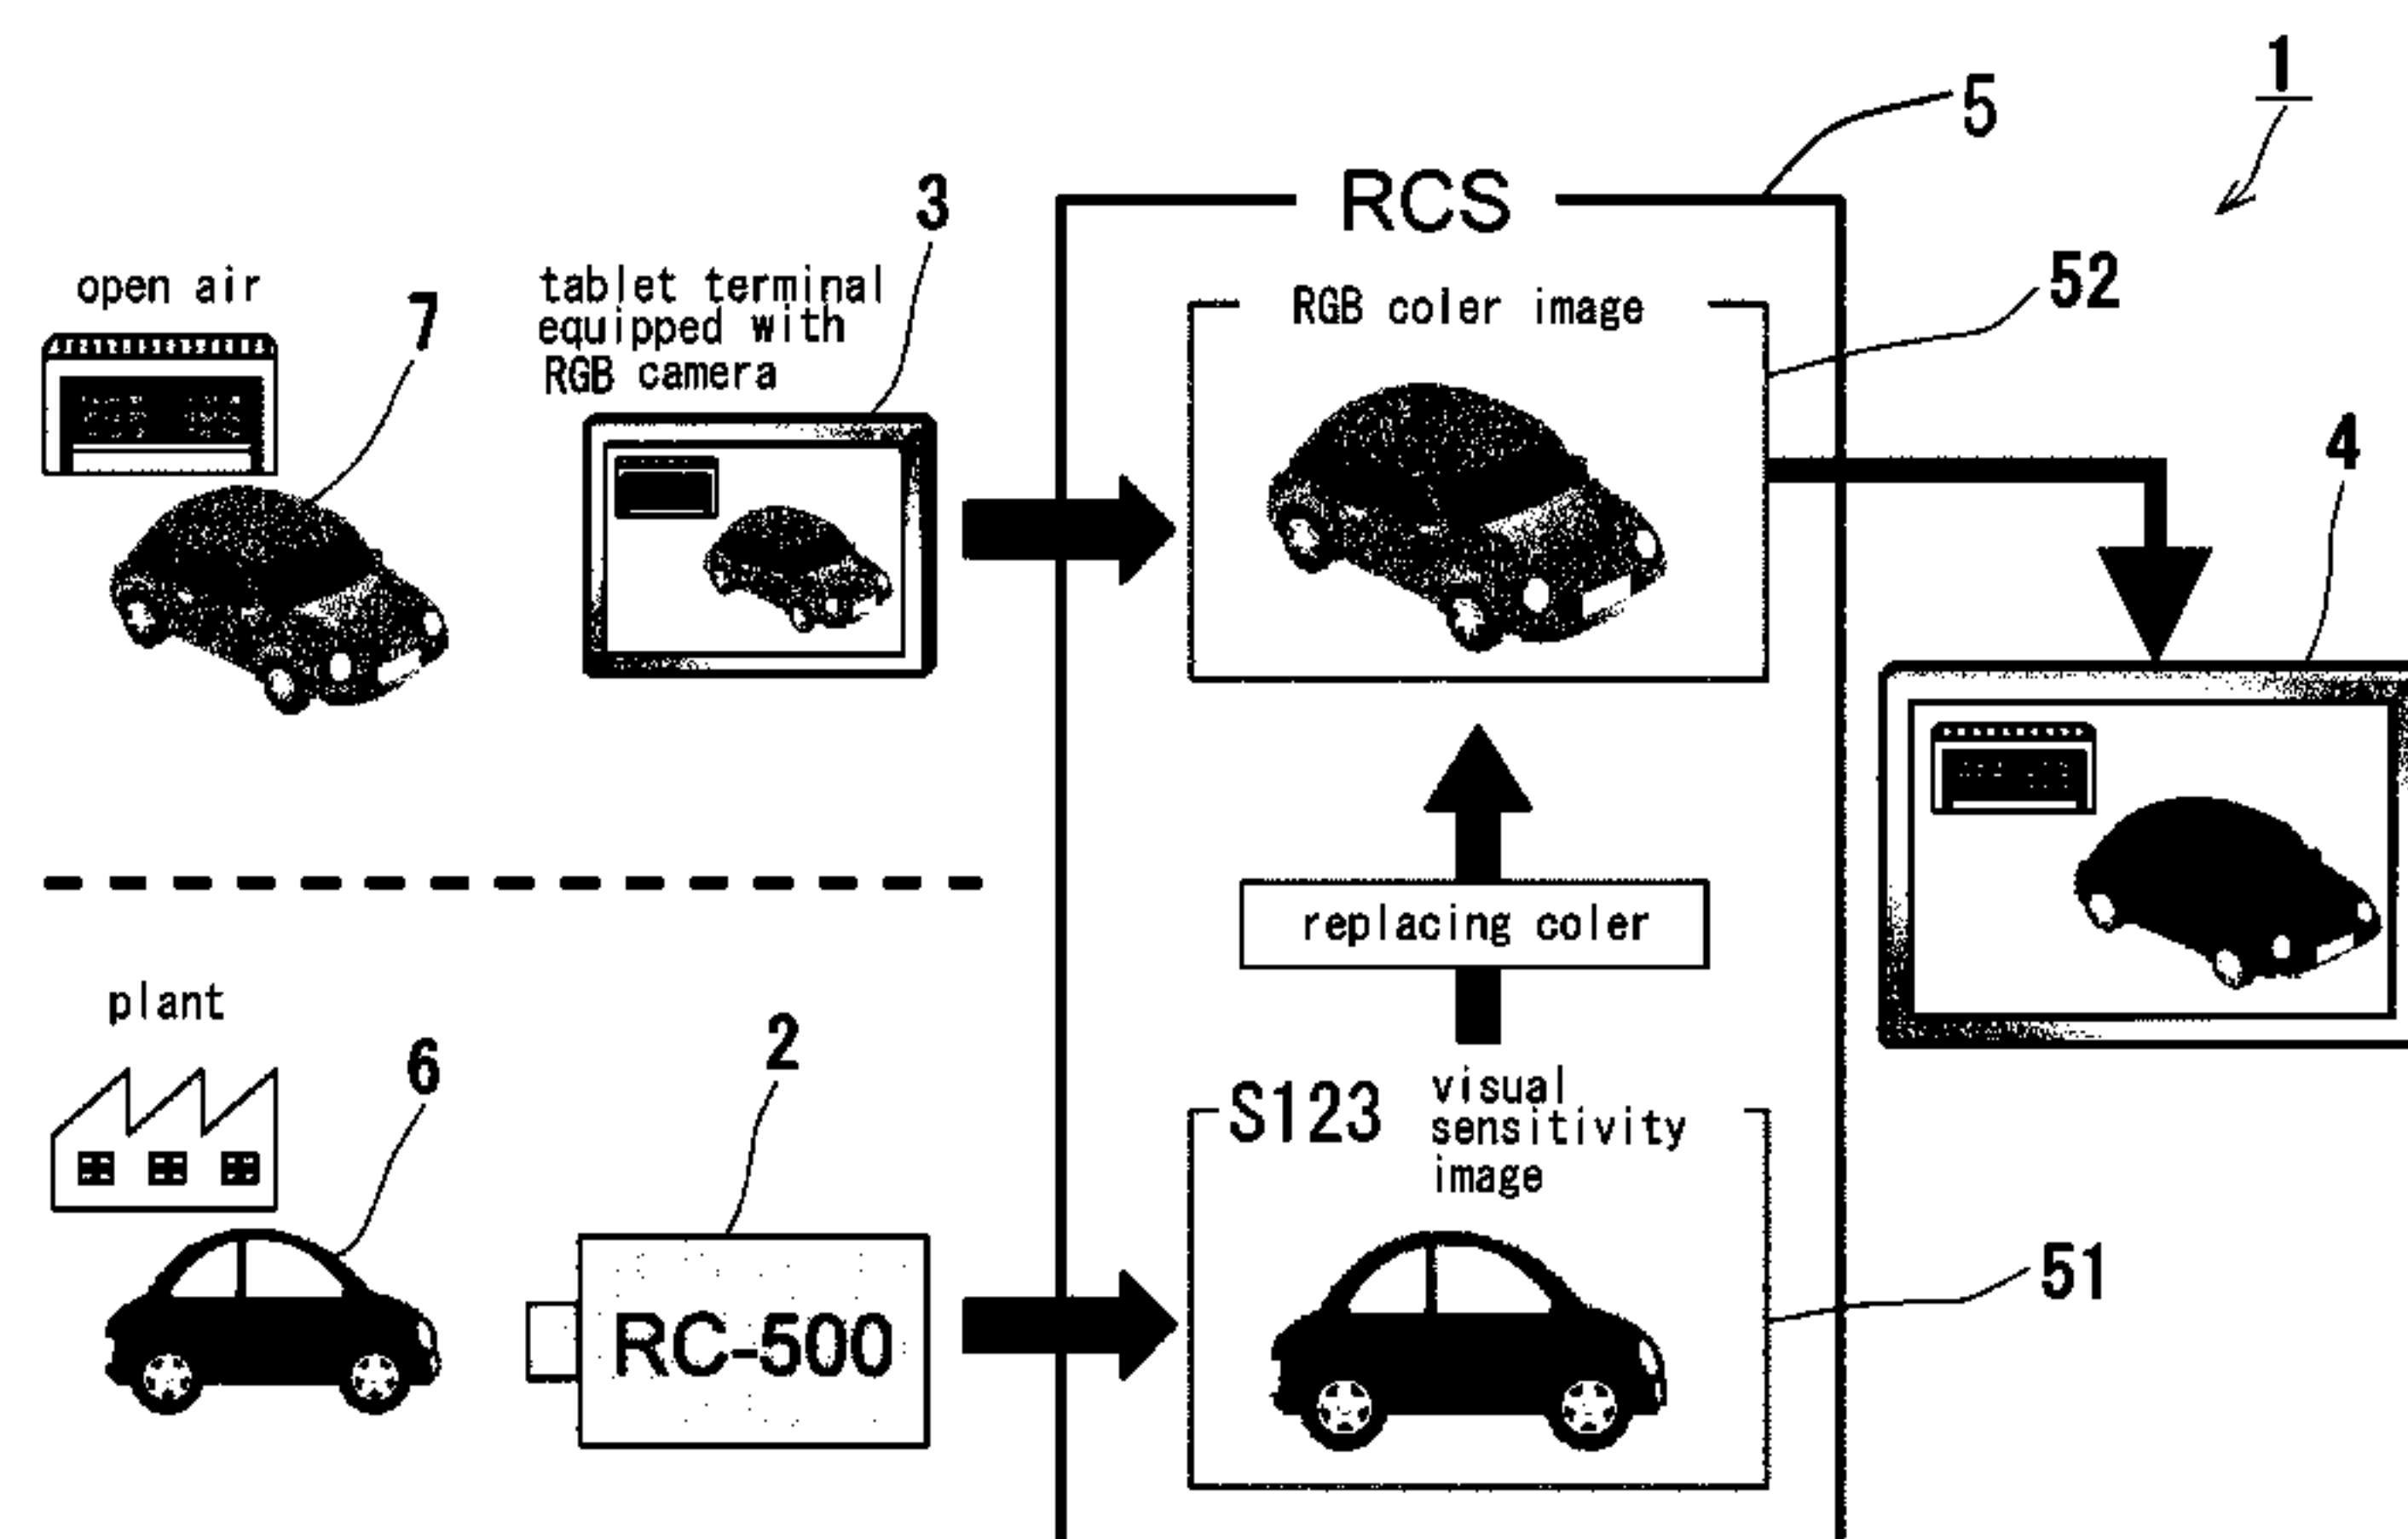 1
5
RCS
3
52
open air
7
tablet terminal
equipped with
RGB camera
RGB coler image
4
replacing coler
plant
6
2
S123
visual
sensitivity
image
RC-500
51